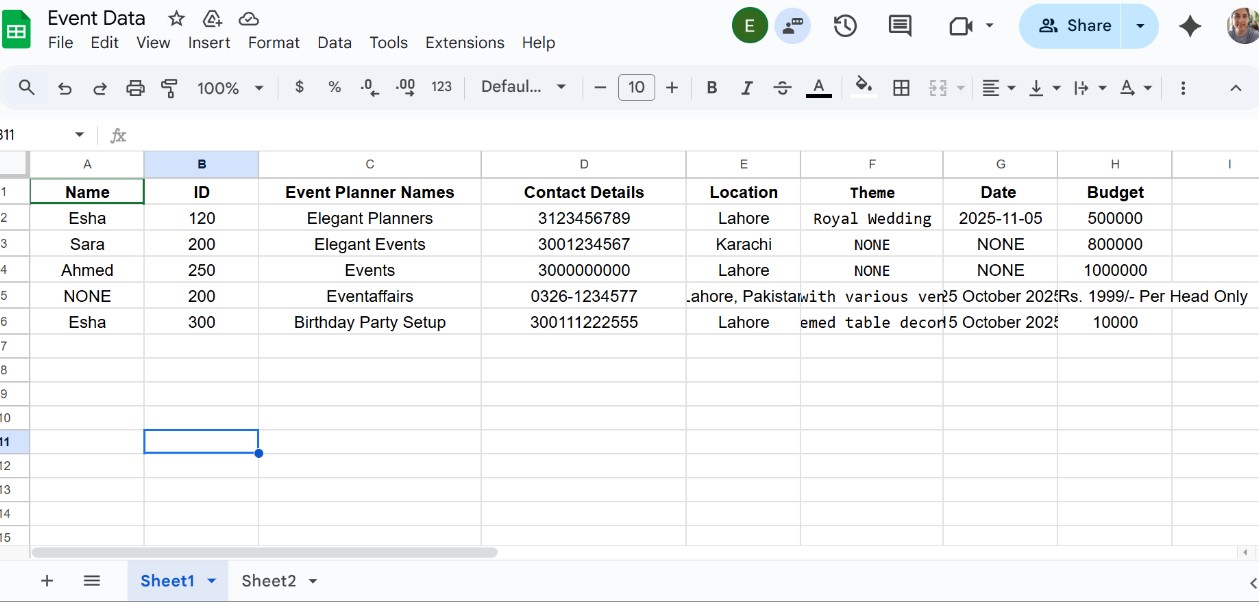 Event Data
File Edit View Insert Format Data Tools Extensions Help
E
Share
100% $ % .0 .00 123 Defaul... − 10 + B I A A
B11 fx
A B C D E F G H I
1 Name ID Event Planner Names Contact Details Location Theme Date Budget
2 Esha 120 Elegant Planners 3123456789 Lahore Royal Wedding 2025-11-05 500000
3 Sara 200 Elegant Events 3001234567 Karachi NONE NONE 800000
4 Ahmed 250 Events 3000000000 Lahore NONE NONE 1000000
5 NONE 200 Eventaffairs 0326-1234577 Lahore, Pakista with various ven 25 October 2025 Rs. 1999/- Per Head Only
6 Esha 300 Birthday Party Setup 300111222555 Lahore emed table decor 5 October 2025 10000
7
8
9
10
11
12
13
14
15
Sheet1 Sheet2